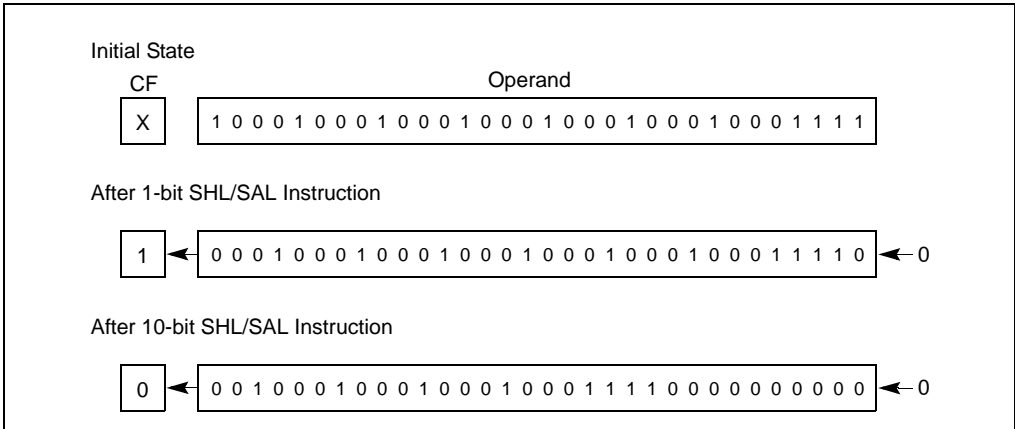 Initial State
CF Operand
X 1 0 0 0 1 0 0 0 1 0 0 0 1 0 0 0 1 0 0 0 1 0 0 0 1 0 0 0 1 1 1 1
After 1-bit SHL/SAL Instruction
1 0 0 0 1 0 0 0 1 0 0 0 1 0 0 0 1 0 0 0 1 0 0 0 1 0 0 0 1 1 1 1 0 0
After 10-bit SHL/SAL Instruction
0 0 0 1 0 0 0 1 0 0 0 1 0 0 0 1 0 0 0 1 1 1 1 0 0 0 0 0 0 0 0 0 0 0